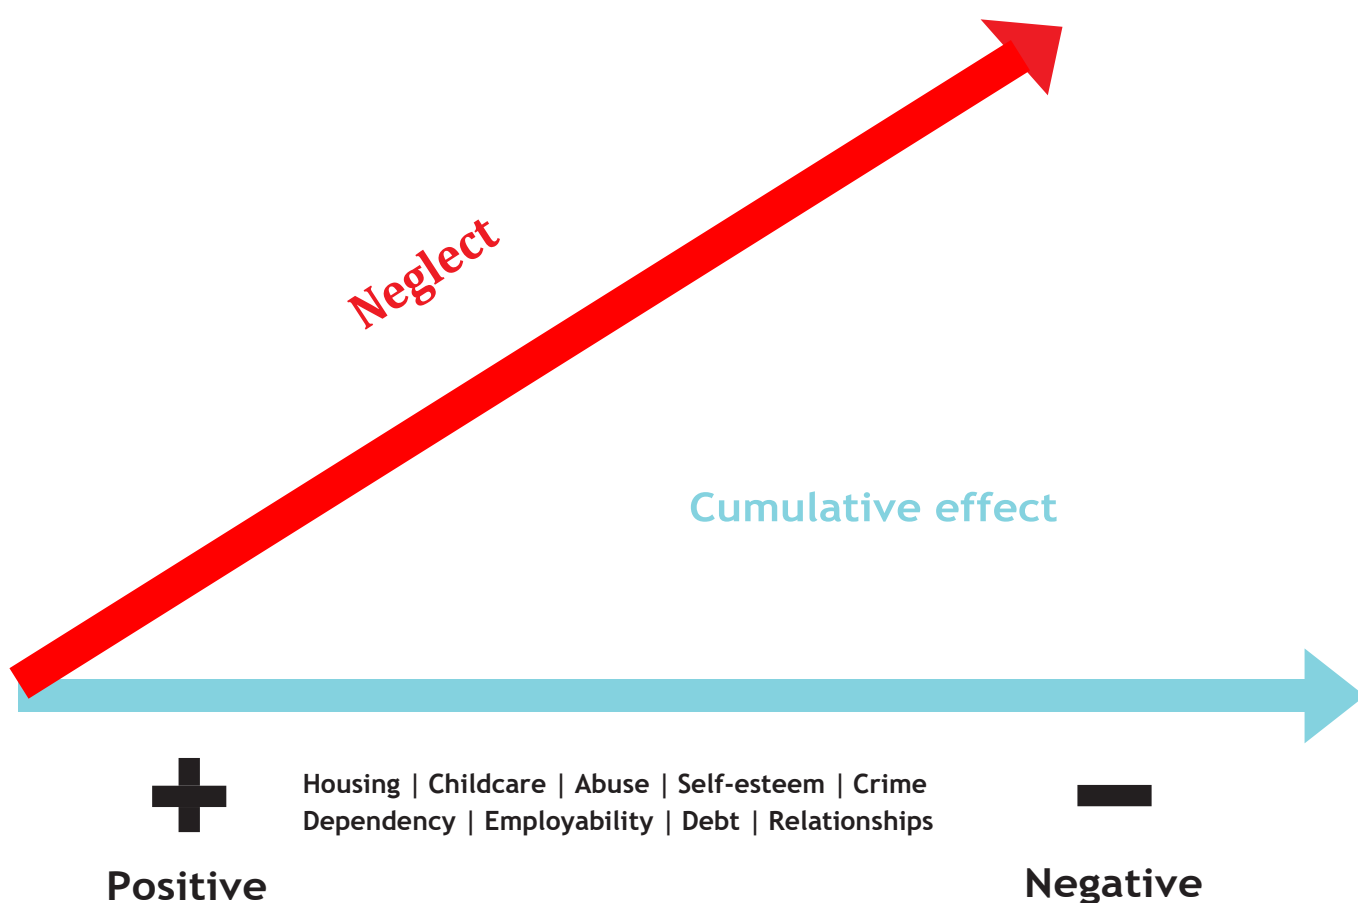 Neglect
Cumulative effect
Housing | Childcare | Abuse | Self-esteem | Crime
Dependency | Employability | Debt | Relationships
Positive
Negative